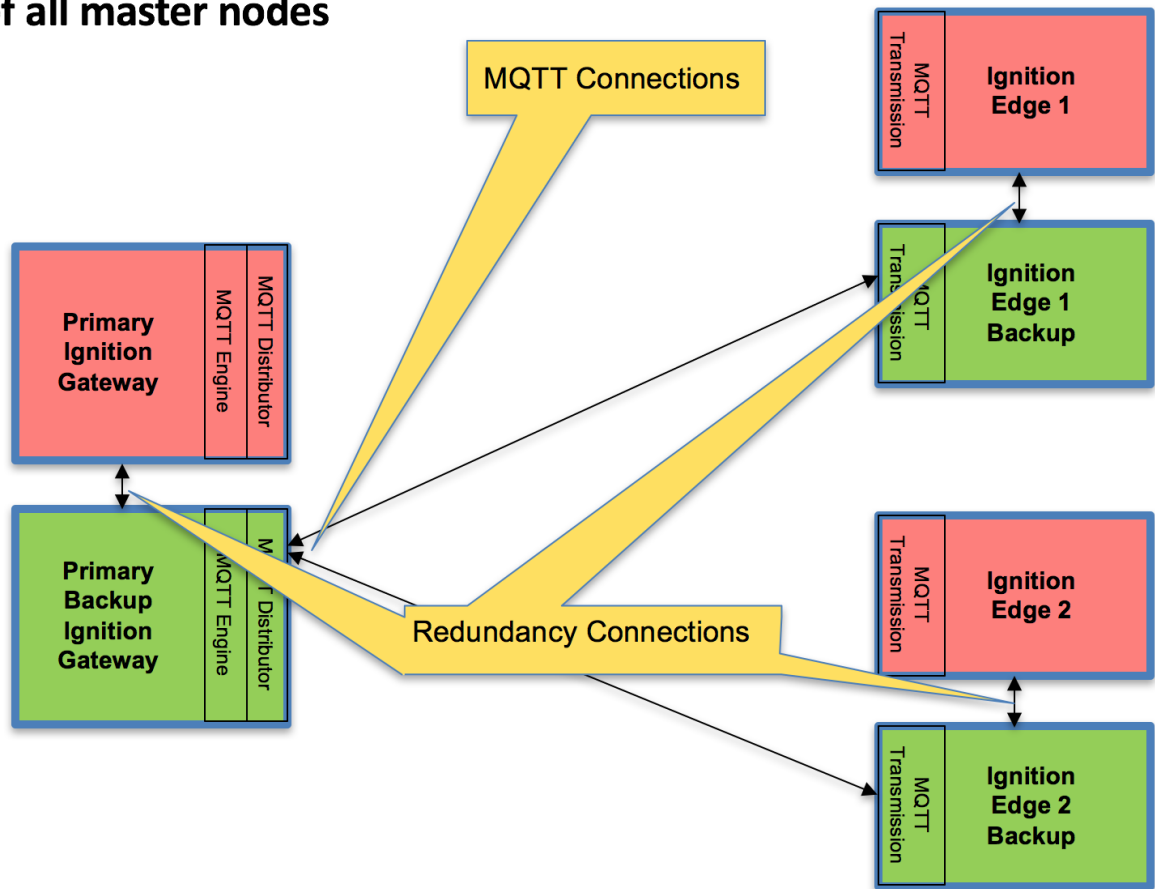 f all master nodes
MQTT Connections
MQTT
Transmission
Ignition
Edge 1
MQTT
Transmission
Ignition
Edge 1
Backup
Primary
Ignition
Gateway
MQTT Engine
MQTT Distributor
Primary
Backup
Ignition
Gateway
MQTT Engine
MQTT Distributor
Redundancy Connections
MQTT
Transmission
Ignition
Edge 2
MQTT
Transmission
Ignition
Edge 2
Backup